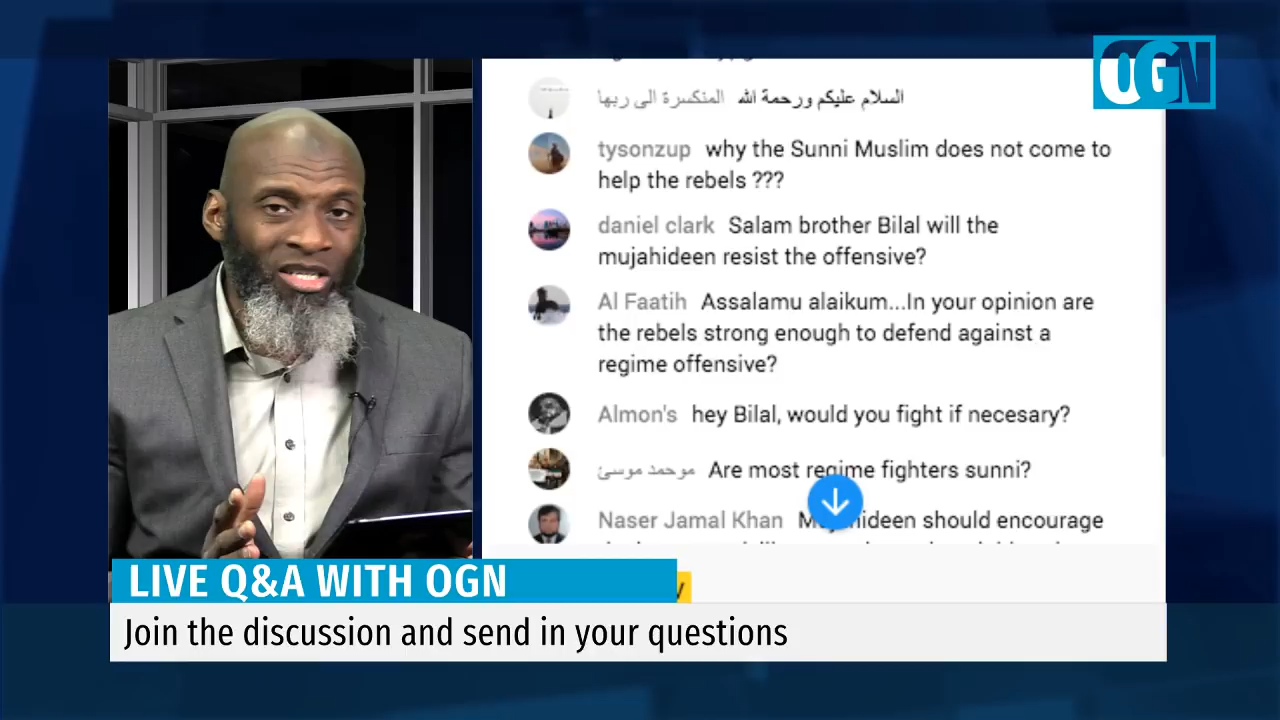 OGN
المنكسرة الى ربها السلام عليكم ورحمة الله
tysonzup why the Sunni Muslim does not come to
help the rebels ???
daniel clark Salam brother Bilal will the
mujahideen resist the offensive?
Al Faatih Assalamu alaikum...In your opinion are
the rebels strong enough to defend against a
regime offensive?
Almon's hey Bilal, would you fight if necesary?
موحمد موسئ Are most regime fighters sunni?
Naser Jamal Khan should encourage
LIVE Q&A WITH OGN
Join the discussion and send in your questions